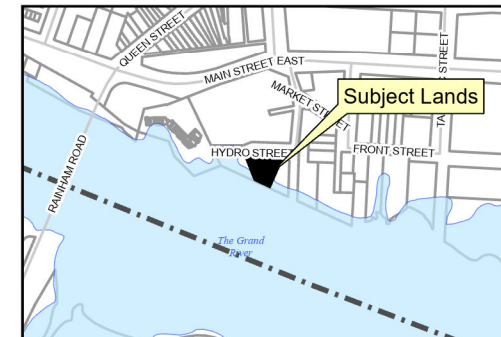 QUEEN STREET
MAIN STREET EAST
MARKET STREET
Subject Lands
STREET
HYDRO STREET
FRONT STREET
RAINHAM ROAD
The Grand
River